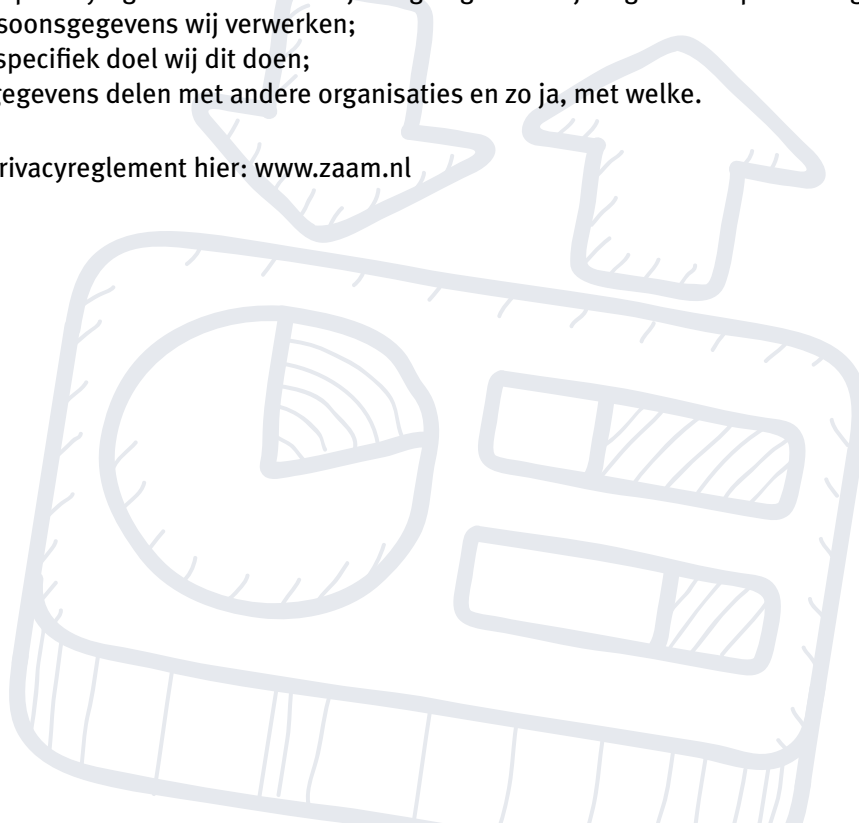 soonsgegevens wij verwerken;
specifiek doel wij dit doen;
gegevens delen met andere organisaties en zo ja, met welke.
rivacyreglement hier: www.zaam.nl